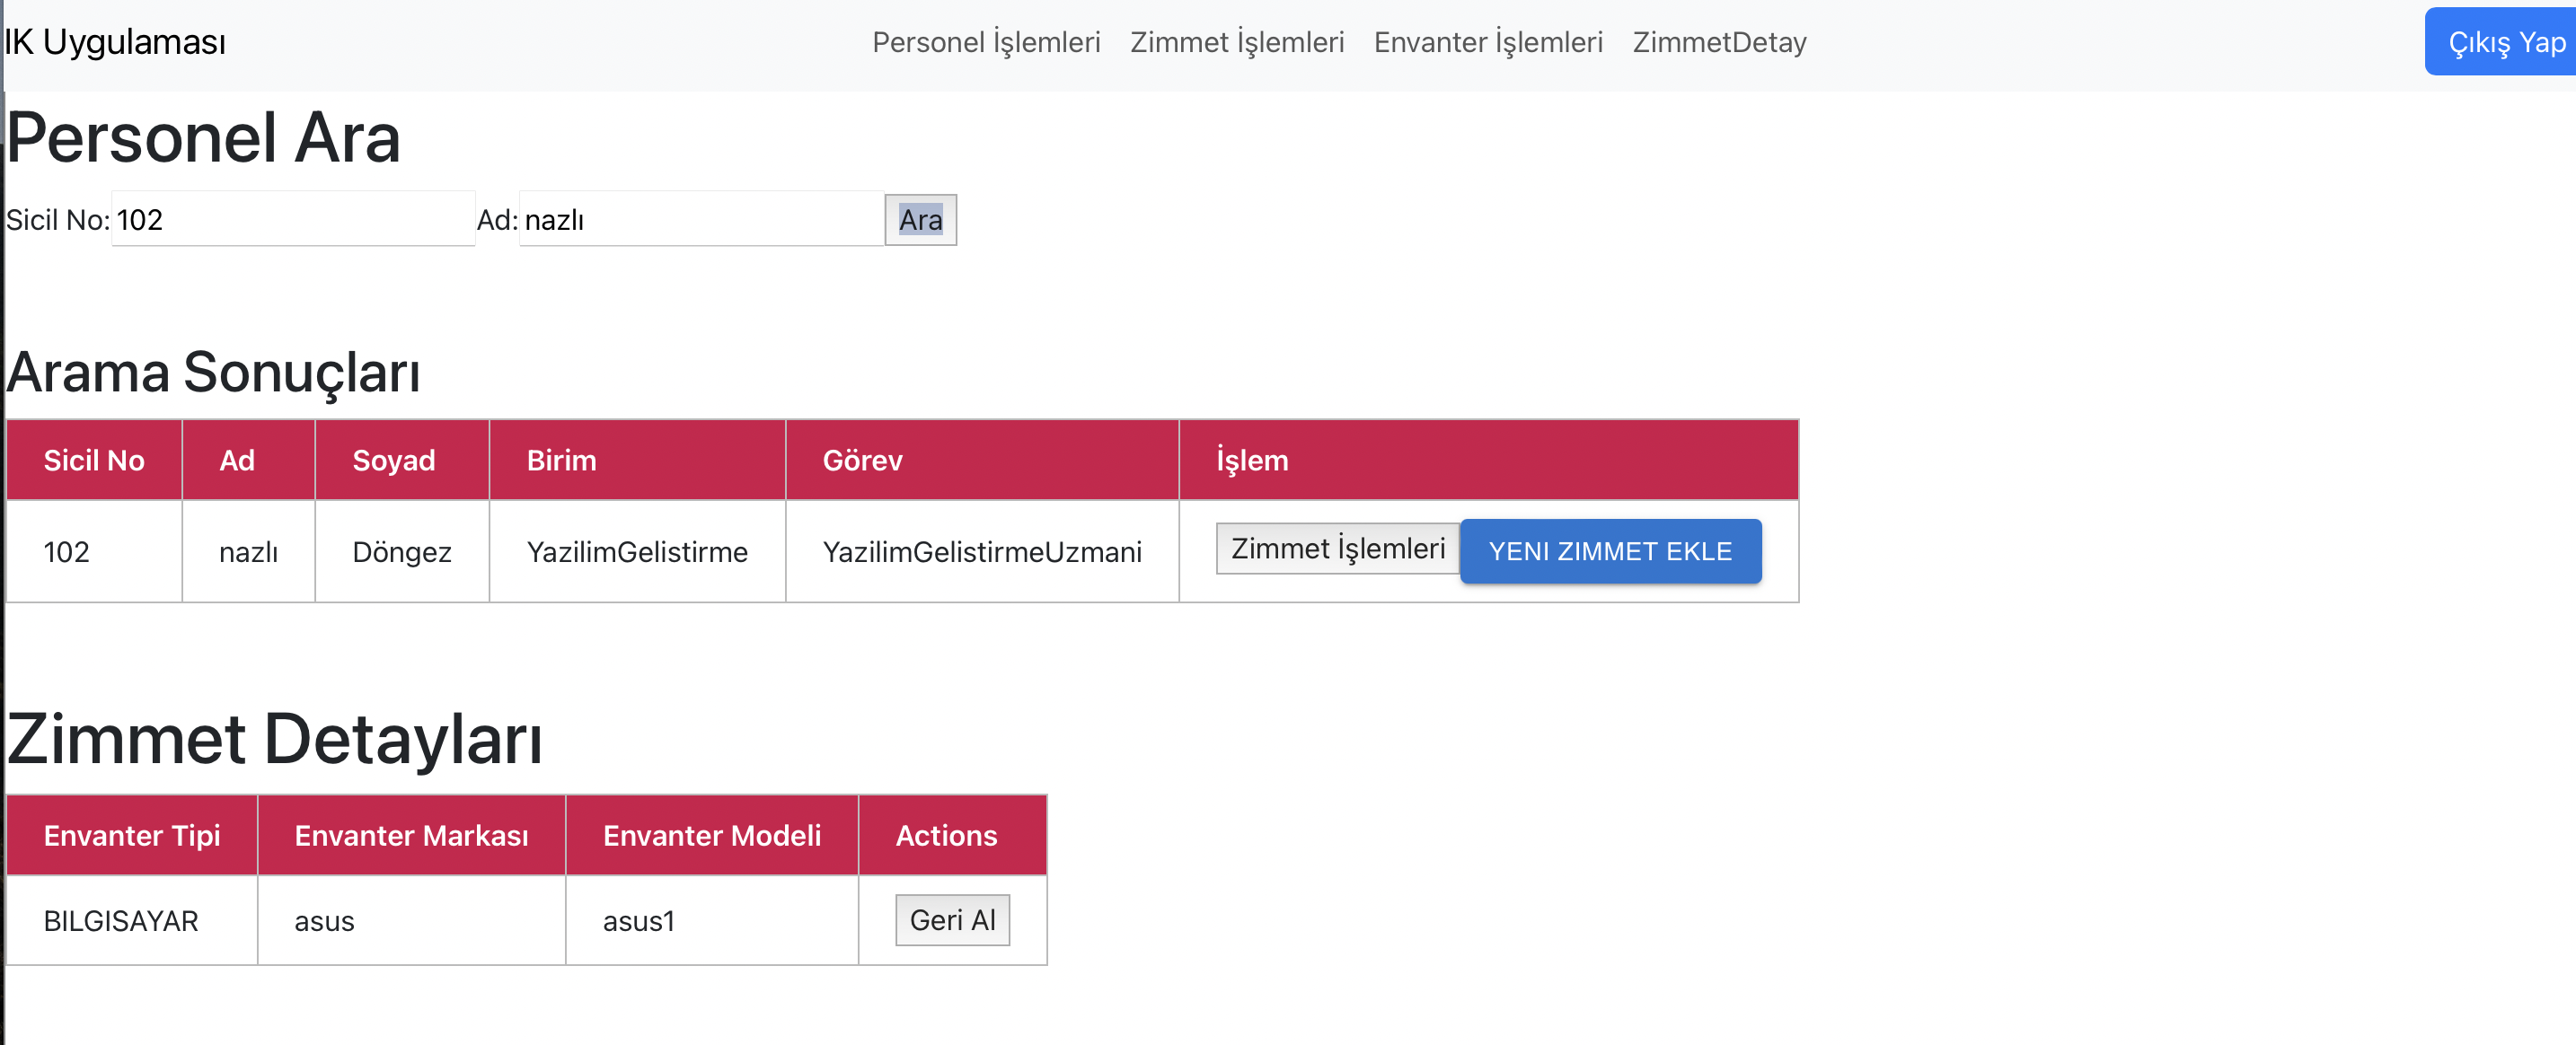 IK Uygulaması Personel İşlemleri Zimmet İşlemleri Envanter İşlemleri ZimmetDetay Çıkış Yap
Personel Ara
Sicil No: 102 Ad: nazlı Ara
Arama Sonuçları
Sicil No Ad Soyad Birim Görev İşlem
102 nazlı Döngez YazilimGelistirme YazilimGelistirmeUzmani Zimmet İşlemleri YENI ZIMMET EKLE
Zimmet Detayları
Envanter Tipi Envanter Markası Envanter Modeli Actions
BILGISAYAR asus asus1 Geri Al